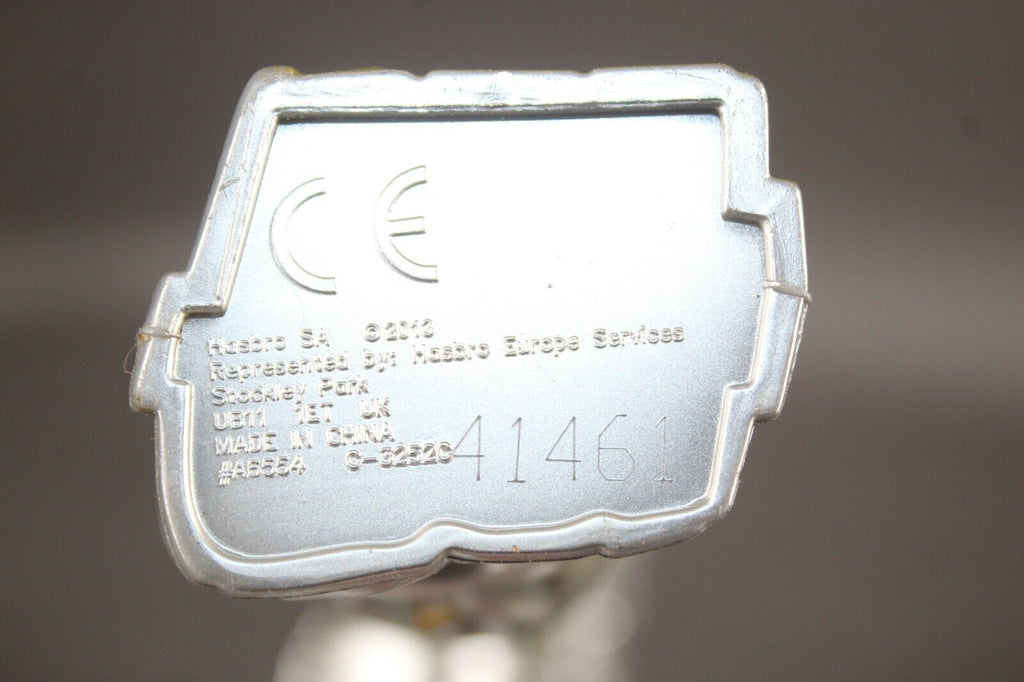 CE
Hasbro SA ©2013
Represented by: Hasbro Europe Services
Stockley Park
UB11 1ET UK
MADE IN CHINA
#A6554 C-3252C
41461